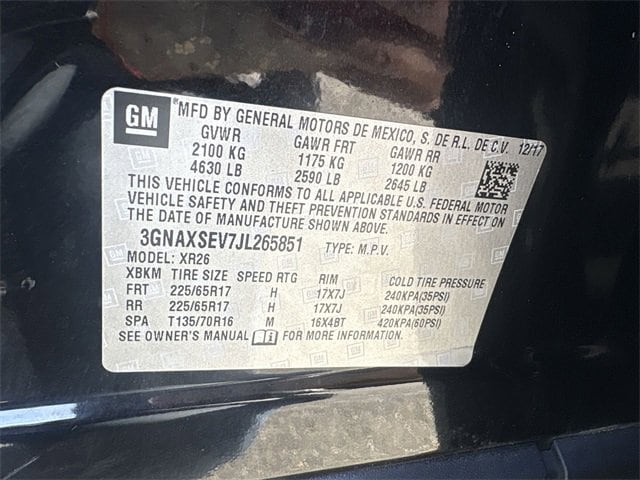 GM
MFD BY GENERAL MOTORS DE MEXICO, S. DE R.L. DE C.V. 12/17
GVWR GAWR FRT GAWR RR
2100 KG 1175 KG 1200 KG
4630 LB 2590 LB 2645 LB
THIS VEHICLE CONFORMS TO ALL APPLICABLE U.S. FEDERAL MOTOR
VEHICLE SAFETY AND THEFT PREVENTION STANDARDS IN EFFECT ON
THE DATE OF MANUFACTURE SHOWN ABOVE.
3GNAXSEV7JL265851 TYPE: M.P.V.
MODEL: XR26
XBKM TIRE SIZE SPEED RTG RIM COLD TIRE PRESSURE
FRT 225/65R17 H 17X7J 240KPA(35PSI)
RR 225/65R17 H 17X7J 240KPA(35PSI)
SPA T135/70R16 M 16X4BT 420KPA(60PSI)
SEE OWNER'S MANUAL FOR MORE INFORMATION.